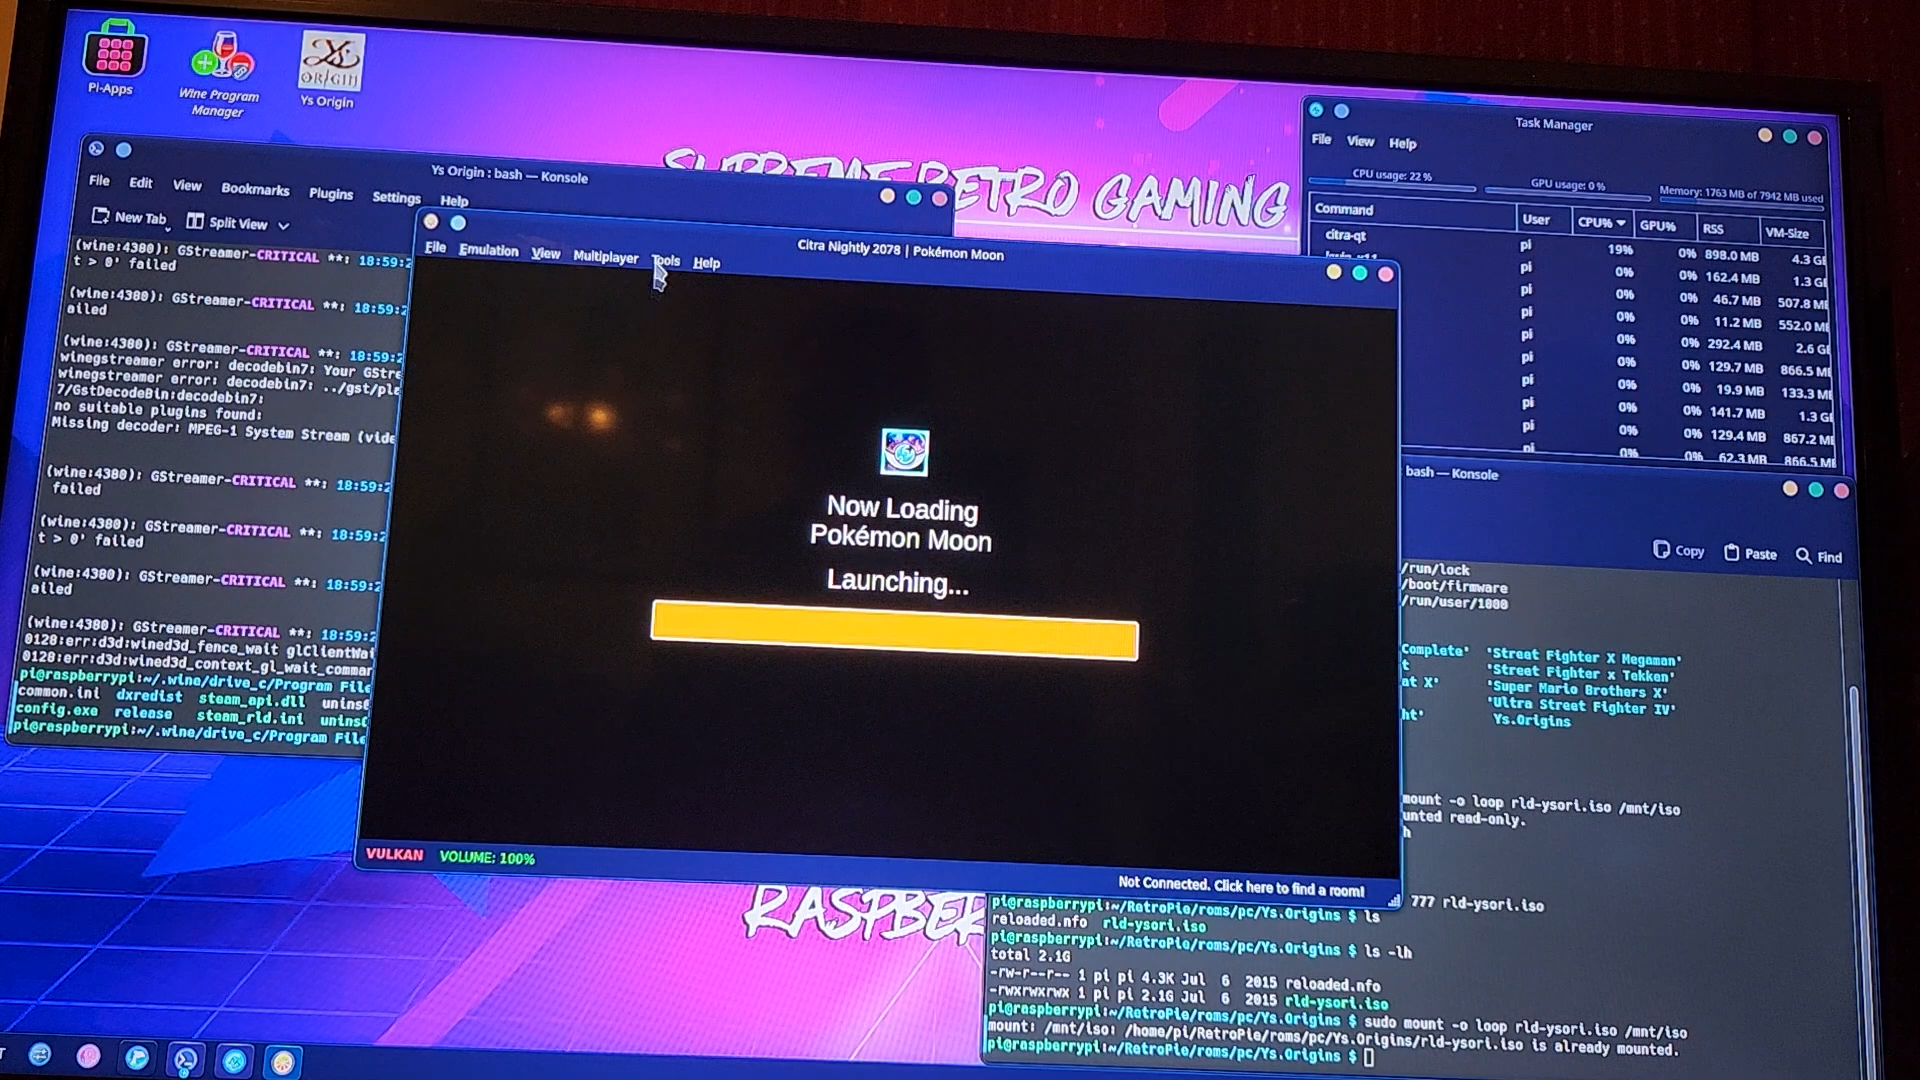 Pi-Apps
Wine Program
Manager
Ys
ORIGIN
Ys Origin
SUPREME RETRO GAMING
Ys Origin : bash — Konsole
File Edit View Bookmarks Plugins Settings Help
New Tab Split View
(wine:4380): GStreamer-CRITICAL **: 18:59:2
t > 0' failed
(wine:4380): GStreamer-CRITICAL **: 18:59:2
ailed
(wine:4380): GStreamer-CRITICAL **: 18:59:2
winegstreamer error: decodebin7: Your GStre
winegstreamer error: decodebin7: ../gst/pla
7/GstDecodeBin:decodebin7:
no suitable plugins found:
Missing decoder: MPEG-1 System Stream (vide
(wine:4380): GStreamer-CRITICAL **: 18:59:2
failed
(wine:4380): GStreamer-CRITICAL **: 18:59:2
t > 0' failed
(wine:4380): GStreamer-CRITICAL **: 18:59:2
ailed
(wine:4380): GStreamer-CRITICAL **: 18:59:2
0128:err:d3d:wined3d_fence_wait glClientWai
0128:err:d3d:wined3d_context_gl_wait_comman
pi@raspberrypi:~/.wine/drive_c/Program File
common.ini dxredist steam_api.dll unins0
config.exe release steam_rld.ini unins0
pi@raspberrypi:~/.wine/drive_c/Program File
Citra Nightly 2078 | Pokémon Moon
File Emulation View Multiplayer Tools Help
Now Loading
Pokémon Moon
Launching...
VULKAN VOLUME: 100%
Not Connected. Click here to find a room!
Task Manager
File View Help
CPU usage: 22 % GPU usage: 0 % Memory: 1763 MB of 7942 MB used
Command User CPU% GPU% RSS VM-Size
citra-qt pi 19% 0% 898.0 MB 4.3 GB
pi 0% 0% 162.4 MB 1.3 GB
pi 0% 0% 46.7 MB 507.8 MB
pi 0% 0% 11.2 MB 552.0 MB
pi 0% 0% 292.4 MB 2.6 GB
pi 0% 0% 129.7 MB 866.5 MB
pi 0% 0% 19.9 MB 133.3 MB
pi 0% 0% 141.7 MB 1.3 GB
pi 0% 0% 129.4 MB 867.2 MB
pi 0% 0% 62.3 MB 866.5 MB
bash — Konsole
Copy Paste Find
/run/lock
/boot/firmware
/run/user/1000
Complete' 'Street Fighter X Megaman'
t 'Street Fighter x Tekken'
at X' 'Super Mario Brothers X'
'Ultra Street Fighter IV'
ht' Ys.Origins
mount -o loop rld-ysori.iso /mnt/iso
unted read-only.
h
777 rld-ysori.iso
pi@raspberrypi:~/RetroPie/roms/pc/Ys.Origins $ ls
reloaded.nfo rld-ysori.iso
pi@raspberrypi:~/RetroPie/roms/pc/Ys.Origins $ ls -lh
total 2.1G
-rw-r--r-- 1 pi pi 4.3K Jul 6 2015 reloaded.nfo
-rwxrwxrwx 1 pi pi 2.1G Jul 6 2015 rld-ysori.iso
pi@raspberrypi:~/RetroPie/roms/pc/Ys.Origins $ sudo mount -o loop rld-ysori.iso /mnt/iso
mount: /mnt/iso: /home/pi/RetroPie/roms/pc/Ys.Origins/rld-ysori.iso is already mounted.
pi@raspberrypi:~/RetroPie/roms/pc/Ys.Origins $
RASPBER